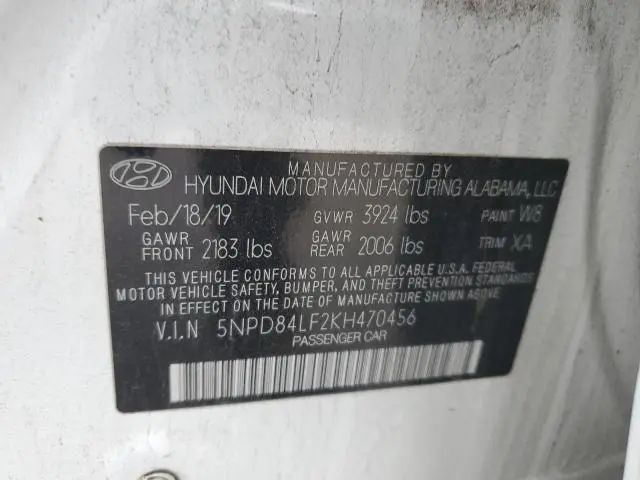 MANUFACTURED BY
HYUNDAI MOTOR MANUFACTURING ALABAMA, LLC
Feb/18/19 GVWR 3924 lbs PAINT W8
GAWR FRONT 2183 lbs GAWR REAR 2006 lbs TRIM XA
THIS VEHICLE CONFORMS TO ALL APPLICABLE U.S.A. FEDERAL
MOTOR VEHICLE SAFETY, BUMPER, AND THEFT PREVENTION STANDARDS
IN EFFECT ON THE DATE OF MANUFACTURE SHOWN ABOVE.
V.I.N 5NPD84LF2KH470456
PASSENGER CAR